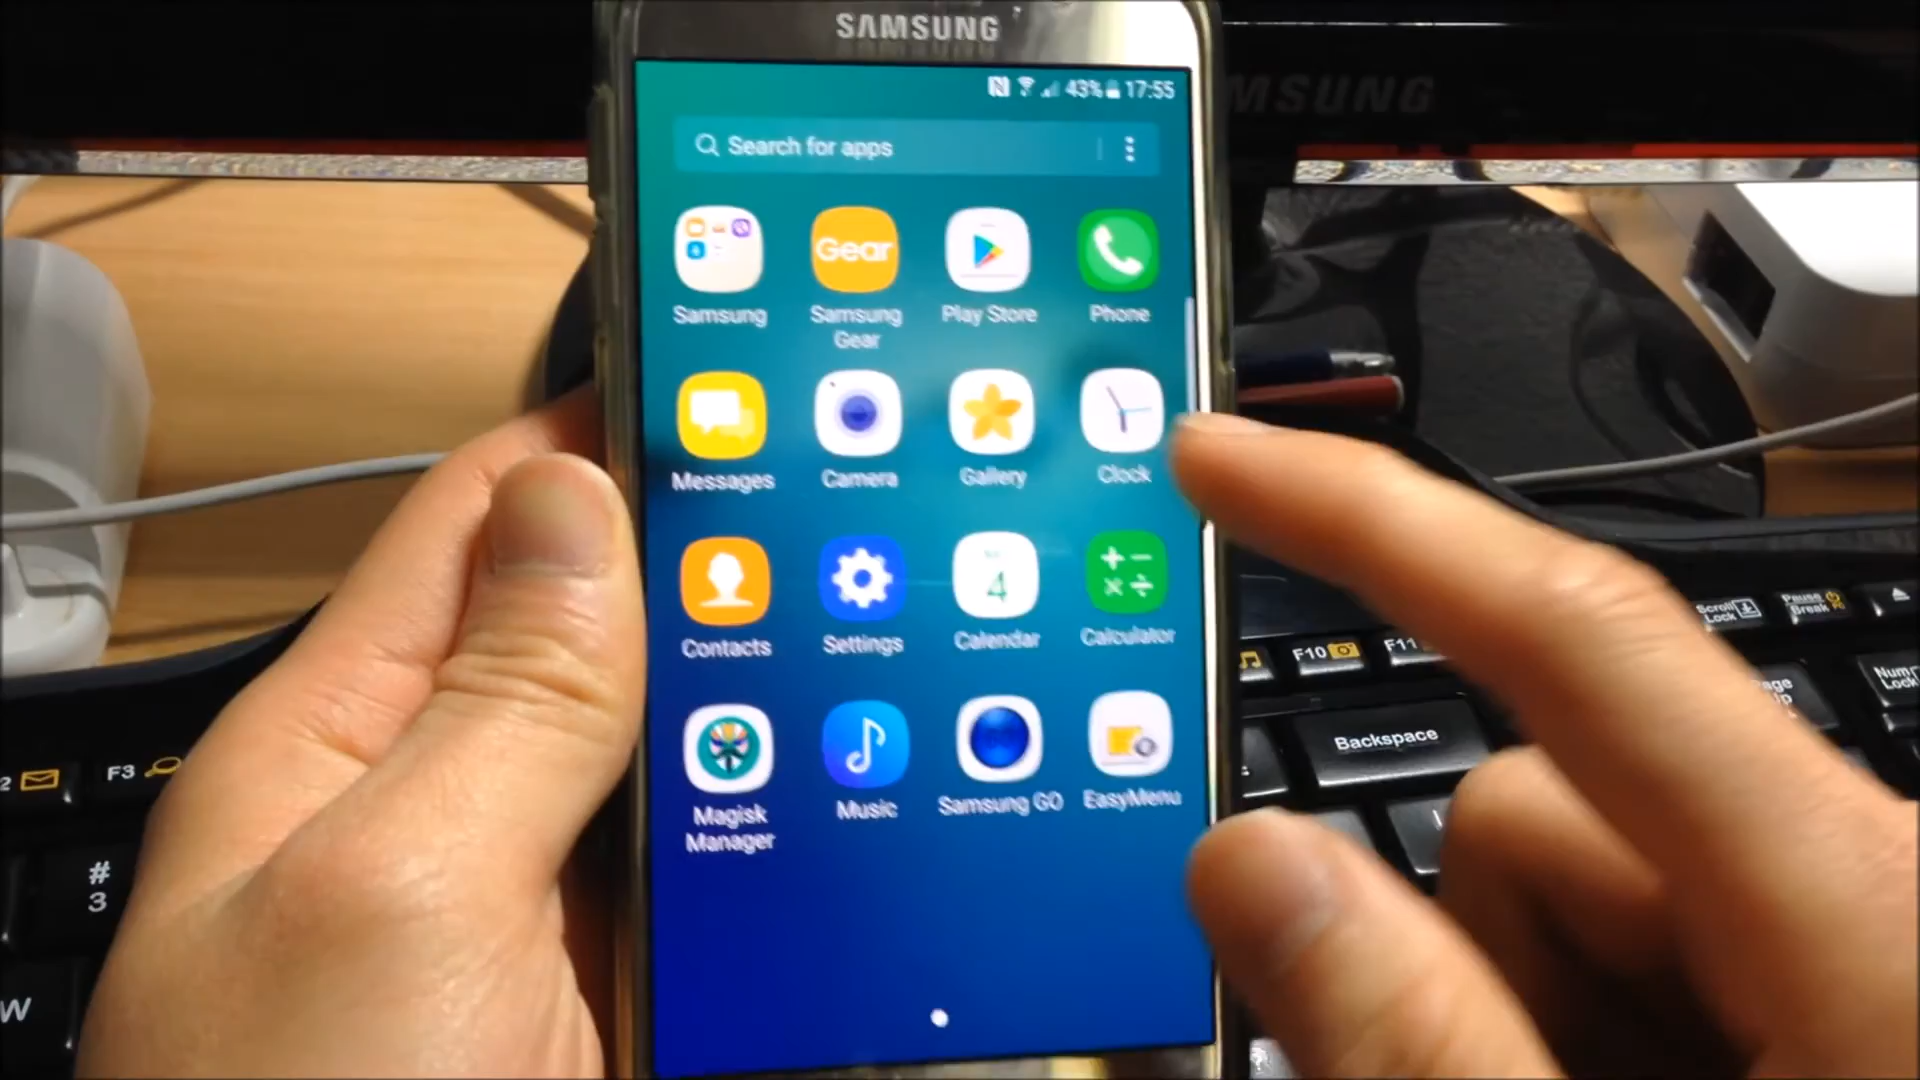 SAMSUNG
SAMSUNG
43% 17:55
Search for apps
Gear
Samsung
Samsung Gear
Play Store
Phone
Messages
Camera
Gallery
Clock
4
Contacts
Settings
Calendar
Calculator
Magisk Manager
Music
Samsung GO
EasyMenu
Scroll Lock
Pause Break
F10
F11
Num Lock
Backspace
2
F3
#
3
W